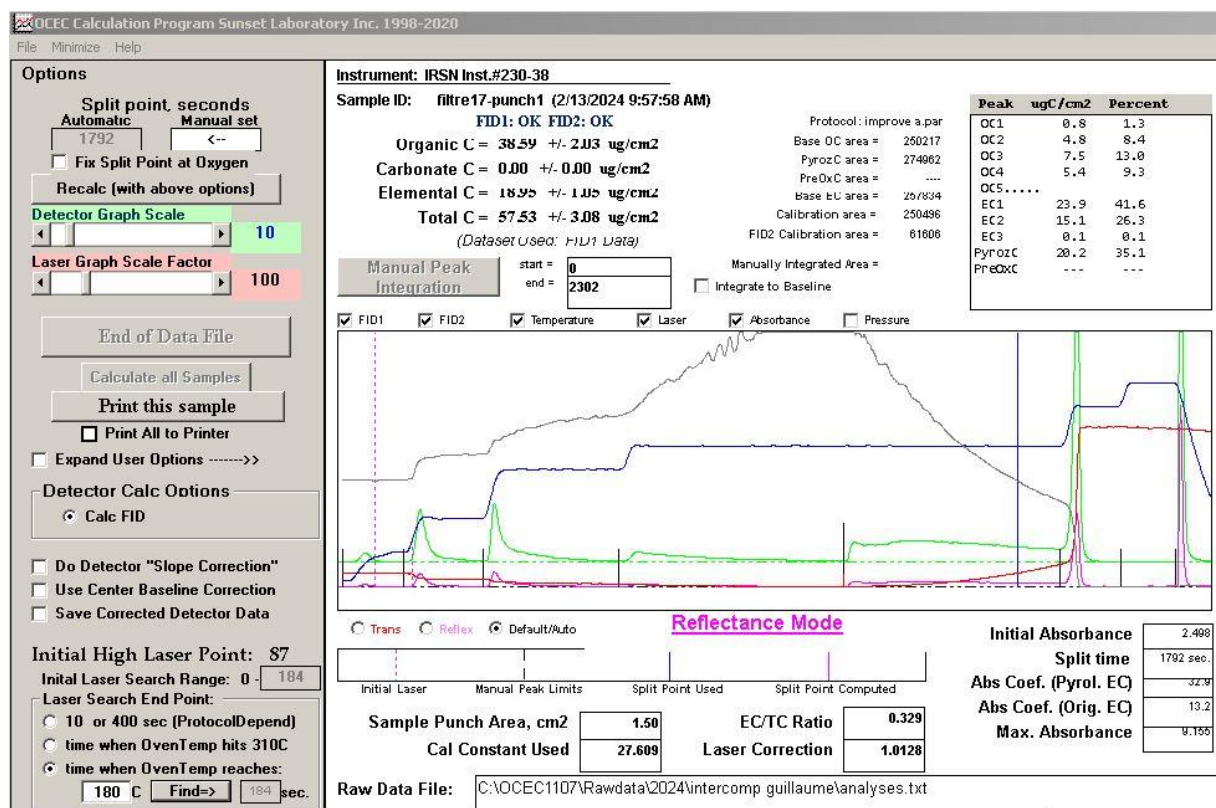 OCEC Calculation Program Sunset Laboratory Inc. 1998-2020
File Minimize Help
Options
Split point, seconds
Automatic Manual set
1792 <--
Fix Split Point at Oxygen
Recalc (with above options)
Detector Graph Scale
10
Laser Graph Scale Factor
100
End of Data File
Calculate all Samples
Print this sample
Print All to Printer
Expand User Options ------->>
Detector Calc Options
Calc FID
Do Detector "Slope Correction"
Use Center Baseline Correction
Save Corrected Detector Data
Initial High Laser Point: 87
Inital Laser Search Range: 0 - 184
Laser Search End Point:
10 or 400 sec (ProtocolDepend)
time when OvenTemp hits 310C
time when OvenTemp reaches:
180 C Find=> 184 sec.
Instrument: IRSN Inst.#230-38
Sample ID: filtre17-punch1 (2/13/2024 9:57:58 AM)
FID1: OK FID2: OK
Organic C = 38.59 +/- 2.03 ug/cm2
Carbonate C = 0.00 +/- 0.00 ug/cm2
Elemental C = 18.95 +/- 1.05 ug/cm2
Total C = 57.53 +/- 3.08 ug/cm2
(Dataset Used: FID1 Data)
Protocol: improve a.par
Base OC area = 250217
PyrozC area = 274962
PreOxC area = ----
Base EC area = 257834
Calibration area = 250496
FID2 Calibration area = 61606
Peak ugC/cm2 Percent
OC1 0.8 1.3
OC2 4.8 8.4
OC3 7.5 13.0
OC4 5.4 9.3
OC5.....
EC1 23.9 41.6
EC2 15.1 26.3
EC3 0.1 0.1
PyrozC 20.2 35.1
PreOxC --- ---
Manual Peak
Integration
start = 0
end = 2302
Manually Integrated Area =
Integrate to Baseline
FID1 FID2 Temperature Laser Absorbance Pressure
Trans Reflex Default/Auto
Reflectance Mode
Initial Laser Manual Peak Limits Split Point Used Split Point Computed
Initial Absorbance 2.498
Split time 1792 sec.
Abs Coef. (Pyrol. EC) 32.9
Abs Coef. (Orig. EC) 13.2
Max. Absorbance 9.155
Sample Punch Area, cm2 1.50
Cal Constant Used 27.609
EC/TC Ratio 0.329
Laser Correction 1.0128
Raw Data File: C:\OCEC1107\Rawdata\2024\intercomp guillaume\analyses.txt